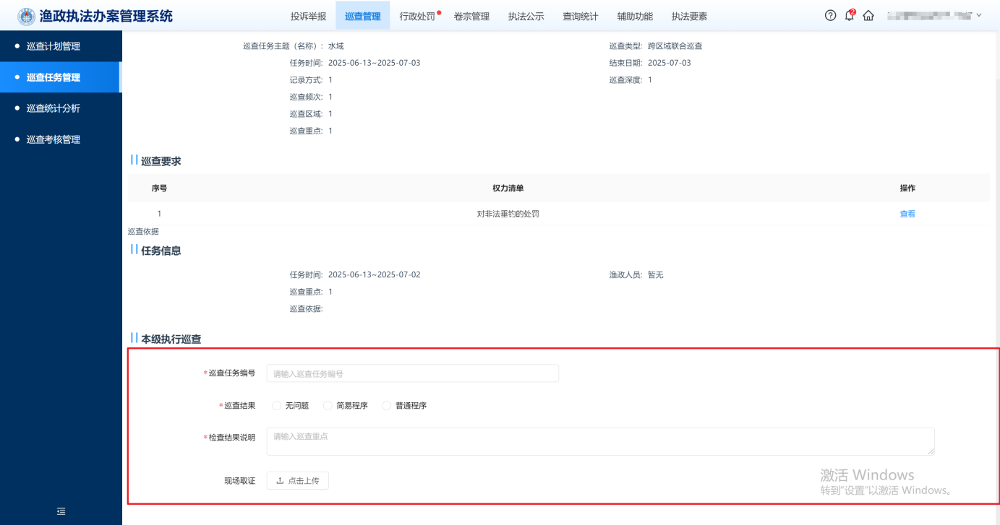 渔政执法办案管理系统 投诉举报 巡查管理 行政处罚 卷宗管理 执法公示 查询统计 辅助功能 执法要素 2
巡查计划管理
巡查任务管理
巡查统计分析
巡查考核管理
巡查任务主题（名称）: 水域 巡查类型: 跨区域联合巡查
任务时间: 2025-06-13~2025-07-03 结束日期: 2025-07-03
记录方式: 1 巡查深度: 1
巡查频次: 1
巡查区域: 1
巡查重点: 1
巡查要求
序号 权力清单 操作
1 对非法垂钓的处罚 查看
巡查依据
任务信息
任务时间: 2025-06-13~2025-07-02 渔政人员: 暂无
巡查重点: 1
巡查依据:
本级执行巡查
*巡查任务编号 请输入巡查任务编号
*巡查结果 无问题 简易程序 普通程序
*检查结果说明 请输入巡查重点
现场取证 点击上传
激活 Windows
转到"设置"以激活 Windows。